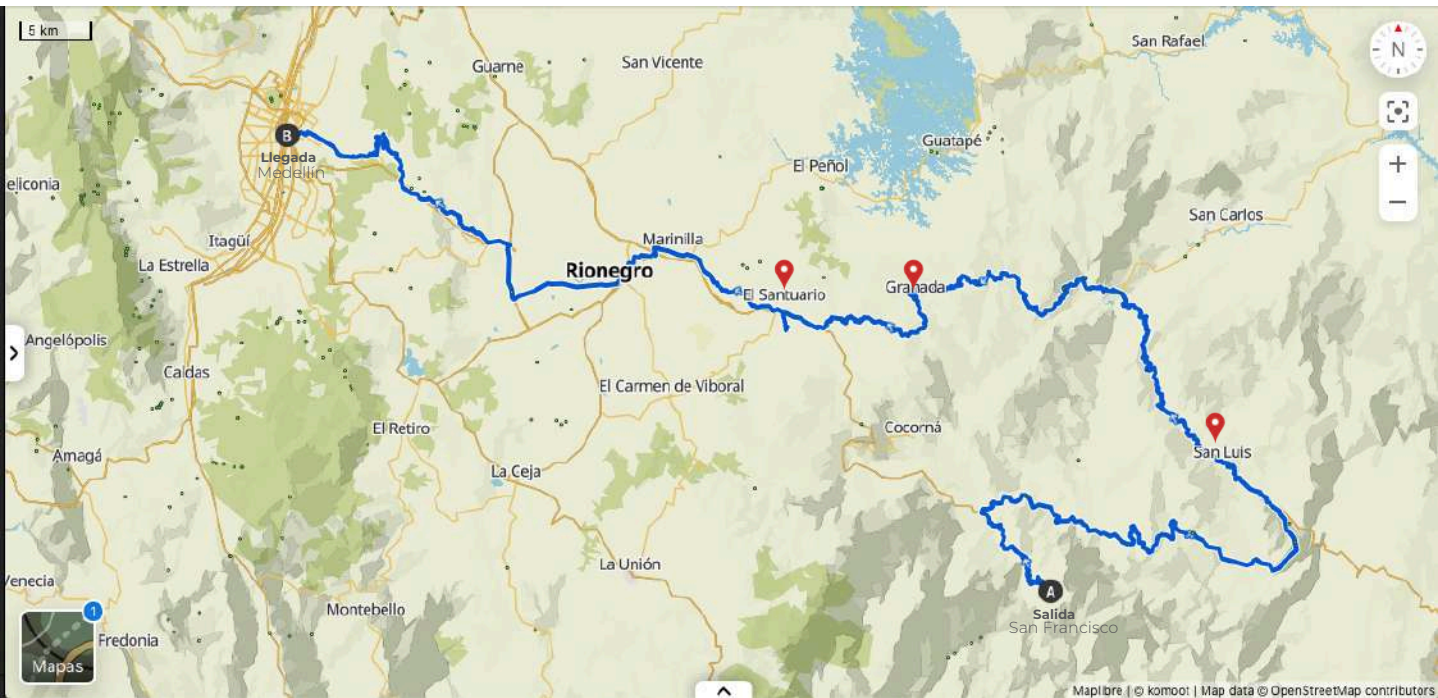 5 km
San Rafael
Guarne
San Vicente
N
B
Llegada
Medellín
Guatapé
El Peñol
eliconia
San Carlos
Itagüí
Marinilla
La Estrella
Rionegro
Granada
El Santuario
Angelópolis
Caldas
El Carmen de Viboral
El Retiro
Cocorná
San Luis
Amagá
La Ceja
La Unión
Venecia
A
Salida
San Francisco
Montebello
1
Fredonia
Mapas
Maplibre | © komoot | Map data © OpenStreetMap contributors